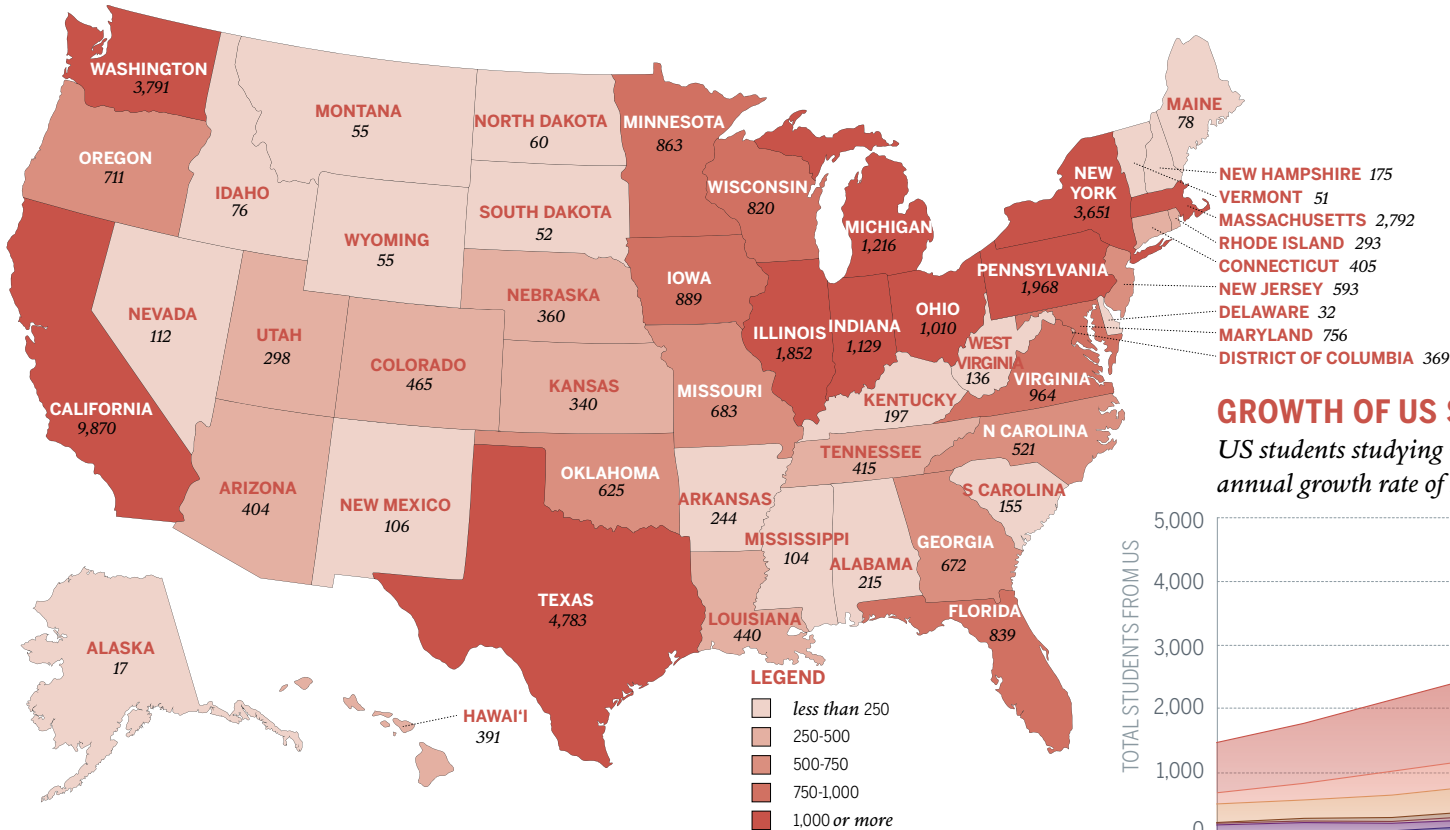 WASHINGTON
3,791
MONTANA
55
NORTH DAKOTA
60
MINNESOTA
863
MAINE
78
OREGON
711
IDAHO
76
WYOMING
55
SOUTH DAKOTA
52
WISCONSIN
820
MICHIGAN
1,216
NEW
YORK
3,651
NEW HAMPSHIRE 175
VERMONT 51
MASSACHUSETTS 2,792
RHODE ISLAND 293
CONNECTICUT 405
NEW JERSEY 593
DELAWARE 32
MARYLAND 756
DISTRICT OF COLUMBIA 369
NEVADA
112
UTAH
298
COLORADO
465
NEBRASKA
360
KANSAS
340
IOWA
889
MISSOURI
683
ILLINOIS
1,852
INDIANA
1,129
OHIO
1,010
PENNSYLVANIA
1,968
WEST
VIRGINIA
136
VIRGINIA
964
KENTUCKY
197
CALIFORNIA
9,870
ARIZONA
404
NEW MEXICO
106
OKLAHOMA
625
ARKANSAS
244
TENNESSEE
415
N CAROLINA
521
S CAROLINA
155
MISSISSIPPI
104
ALABAMA
215
GEORGIA
672
TEXAS
4,783
LOUISIANA
440
FLORIDA
839
ALASKA
17
HAWAI‘I
391
LEGEND
less than 250
250-500
500-750
750-1,000
1,000 or more
GROWTH OF US S
US students studying
annual growth rate of
TOTAL STUDENTS FROM US
5,000
4,000
3,000
2,000
1,000
0